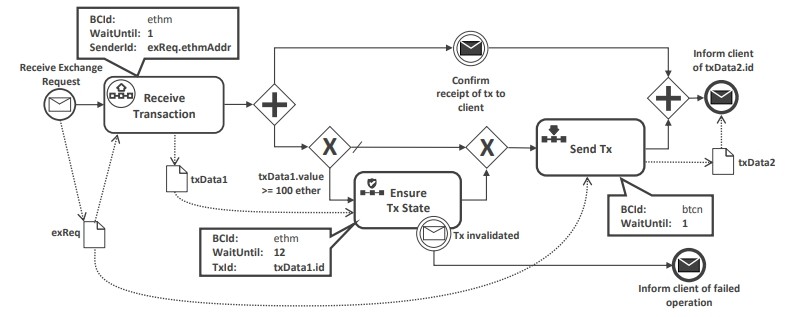 BCId: ethm
WaitUntil: 1
SenderId: exReq.ethmAddr
Receive Exchange
Request
Receive
Transaction
Confirm
receipt of tx to
client
Inform client
of txData2.id
X
X
txData1
txData1.value
>= 100 ether
Ensure
Tx State
Send Tx
txData2
exReq
BCId: ethm
WaitUntil: 12
TxId: txData1.id
Tx invalidated
BCId: btcn
WaitUntil: 1
Inform client of failed
operation